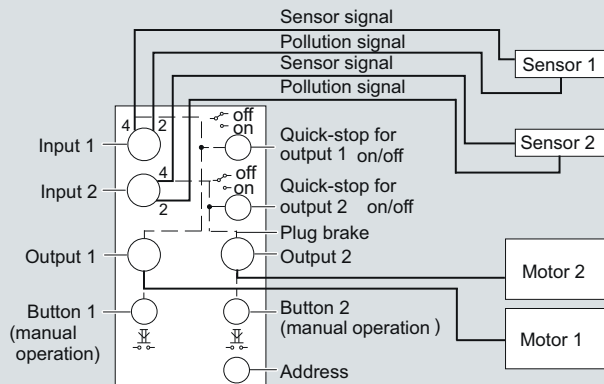 Sensor signal
Pollution signal
Sensor signal
Pollution signal
Sensor 1
Sensor 2
4 2
off
on
Input 1
Quick-stop for
output 1 on/off
4
off
on
Input 2
2
Quick-stop for
output 2 on/off
Plug brake
Output 1
Output 2
Motor 2
Button 1
(manual
operation)
Button 2
(manual operation )
Motor 1
Address